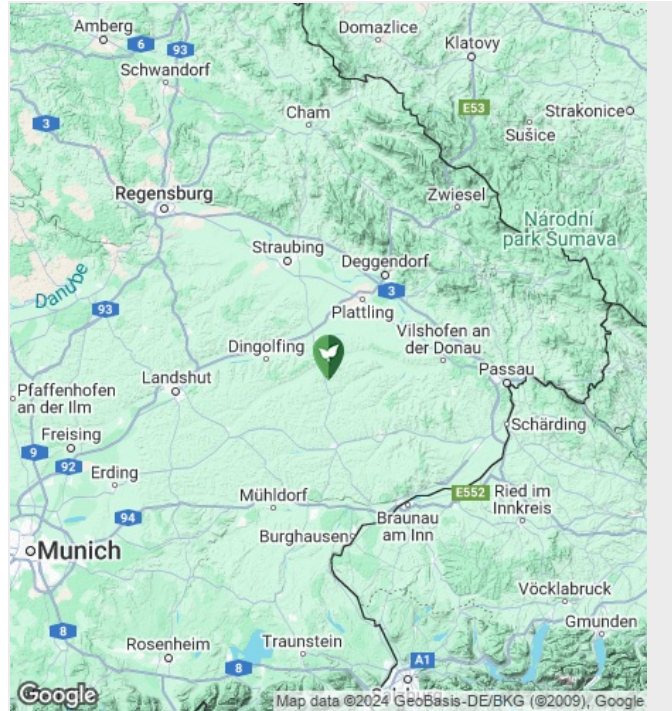 Amberg
Domazlice
6
93
Klatovy
Schwandorf
E53
Strakonice
Cham
Sušice
3
Zwiesel
Regensburg
Národní
park Šumava
Straubing
Deggendorf
Danube
3
93
Plattling
Dingolfing
Vilshofen an
der Donau
Passau
Landshut
Pfaffenhofen
an der Ilm
Schärding
Freising
9
92
Erding
E552
Ried im
Innkreis
Mühldorf
94
Braunau
am Inn
Burghausen
Munich
Vöcklabruck
Gmunden
8
Traunstein
Rosenheim
8
A1
Google
Map data ©2024 GeoBasis-DE/BKG (©2009), Google